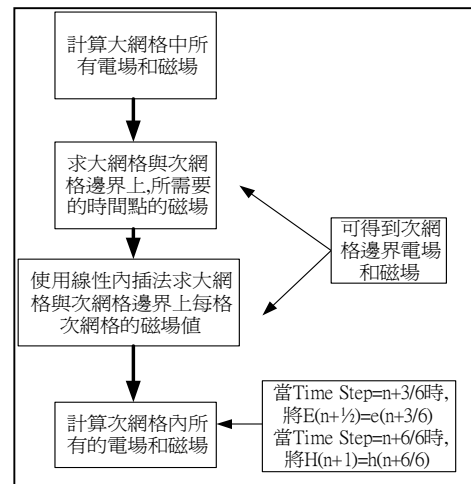 計算大網格中所
有電場和磁場
求大網格與次網
格邊界上,所需要
的時間點的磁場
可得到次網
格邊界電場
和磁場
使用線性內插法求大網
格與次網格邊界上每格
次網格的磁場值
計算次網格內所
有的電場和磁場
當Time Step=n+3/6時,
將E(n+½)=e(n+3/6)
當Time Step=n+6/6時,
將H(n+1)=h(n+6/6)